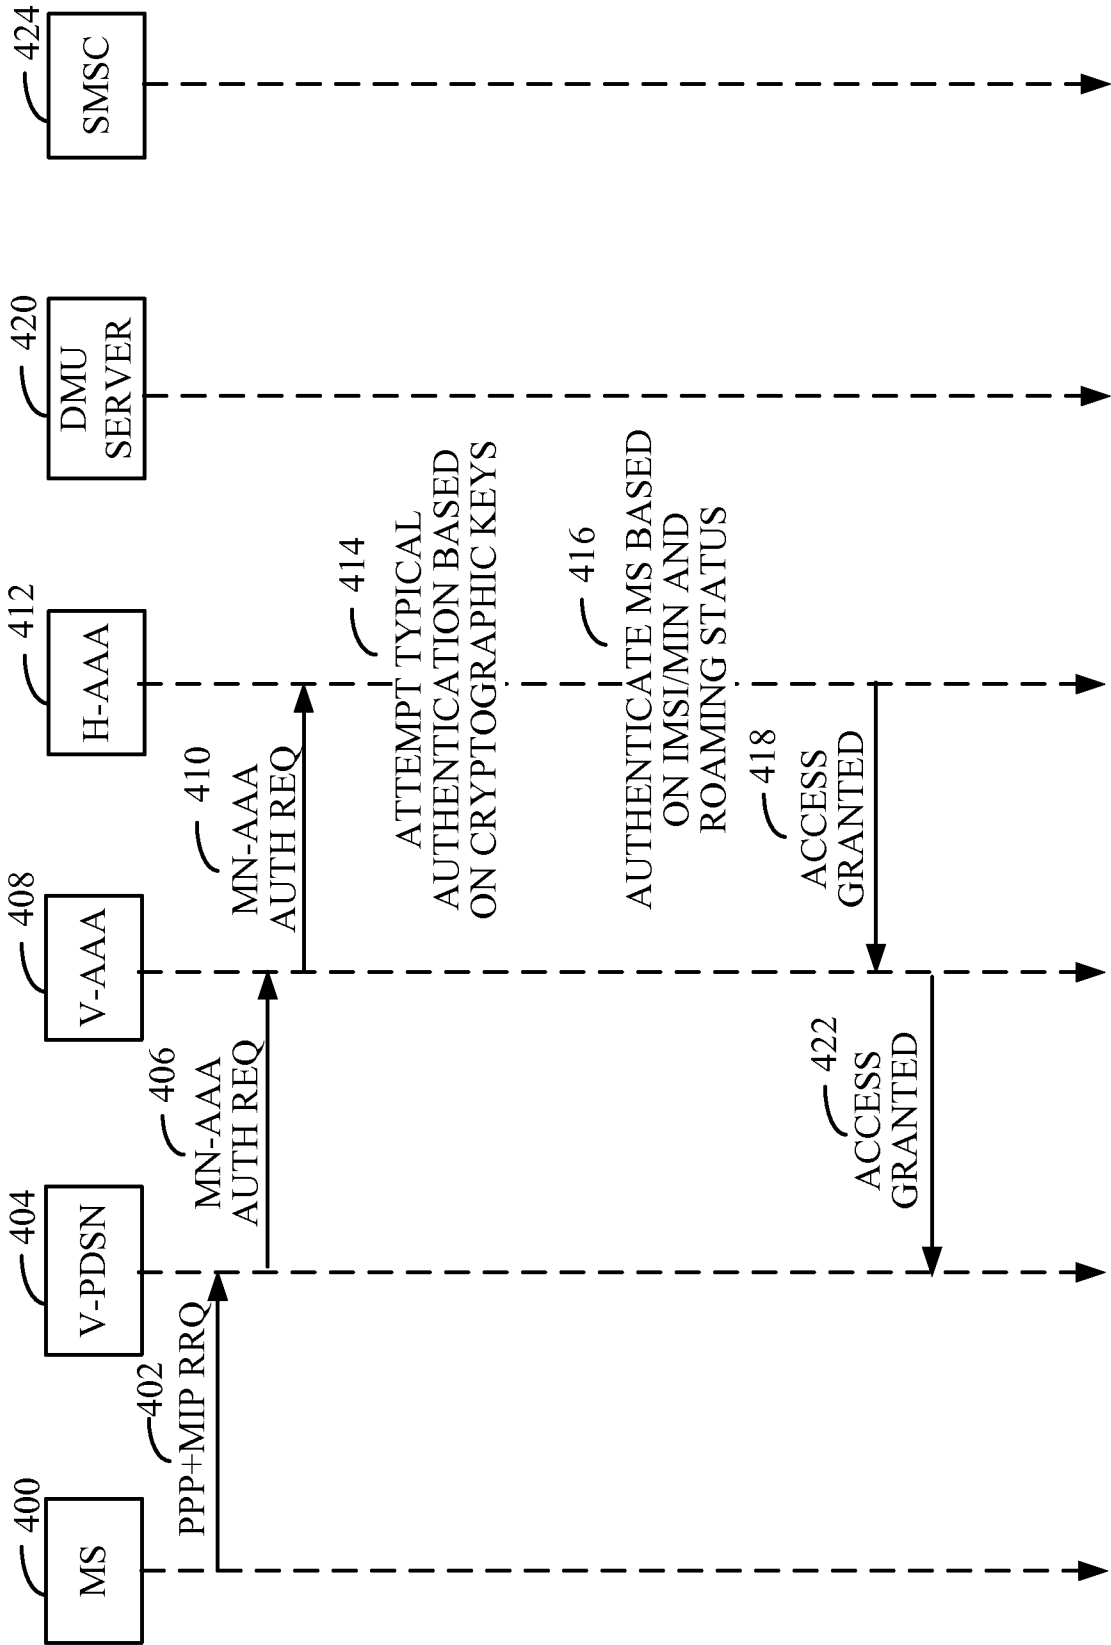 400
MS
404
V-PDSN
408
V-AAA
412
H-AAA
420
DMU
SERVER
424
SMSC
402
PPP+MIP RRQ
406
MN-AAA
AUTH REQ
410
MN-AAA
AUTH REQ
414
ATTEMPT TYPICAL
AUTHENTICATION BASED
ON CRYPTOGRAPHIC KEYS
416
AUTHENTICATE MS BASED
ON IMSI/MIN AND
ROAMING STATUS
418
ACCESS
GRANTED
422
ACCESS
GRANTED